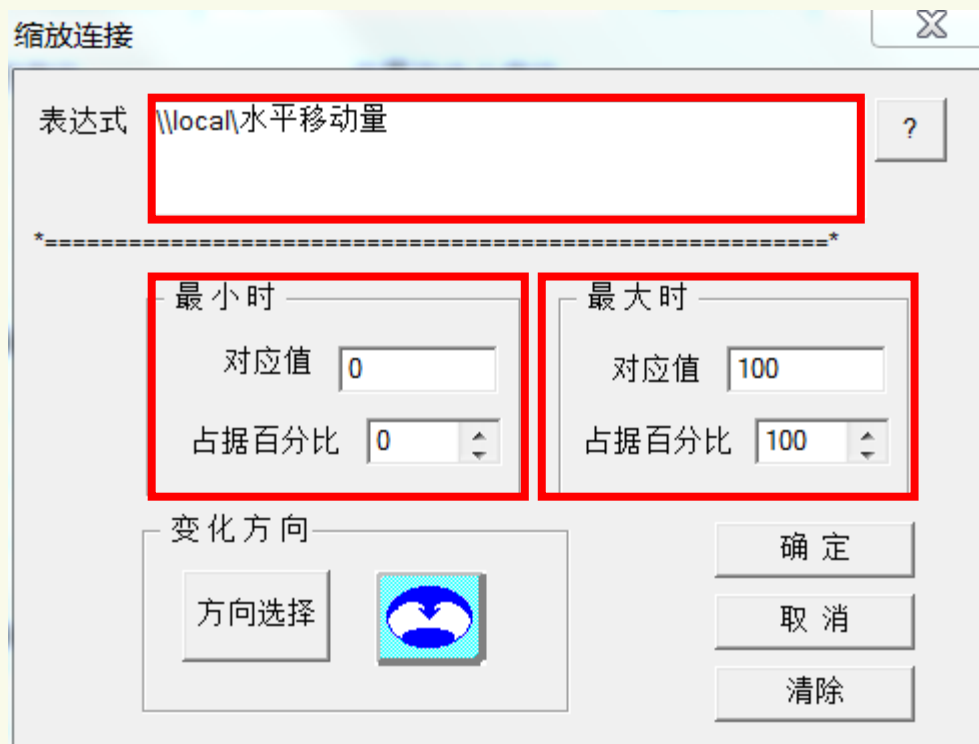 缩放连接
表达式 \\local\水平移动量 ?
*========================================================*
最小时 最大时
对应值 0 对应值 100
占据百分比 0 占据百分比 100
变化方向
方向选择
确定
取消
清除